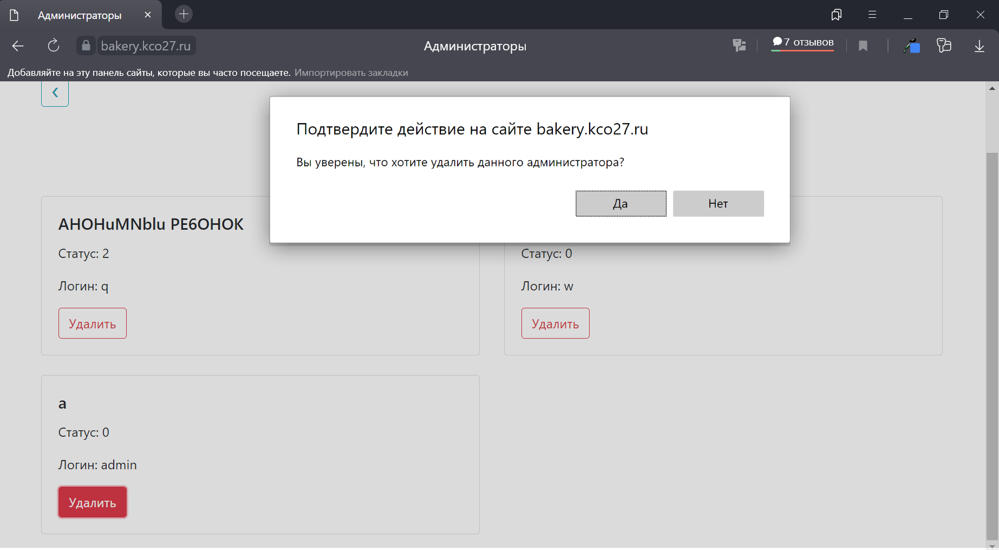 Администраторы
bakery.kco27.ru
Администраторы
7 отзывов
Добавляйте на эту панель сайты, которые вы часто посещаете. Импортировать закладки
Подтвердите действие на сайте bakery.kco27.ru
Вы уверены, что хотите удалить данного администратора?
Да
Нет
AHOHuMNblu PE6OHOK
Статус: 2
Логин: q
Удалить
Статус: 0
Логин: w
Удалить
a
Статус: 0
Логин: admin
Удалить